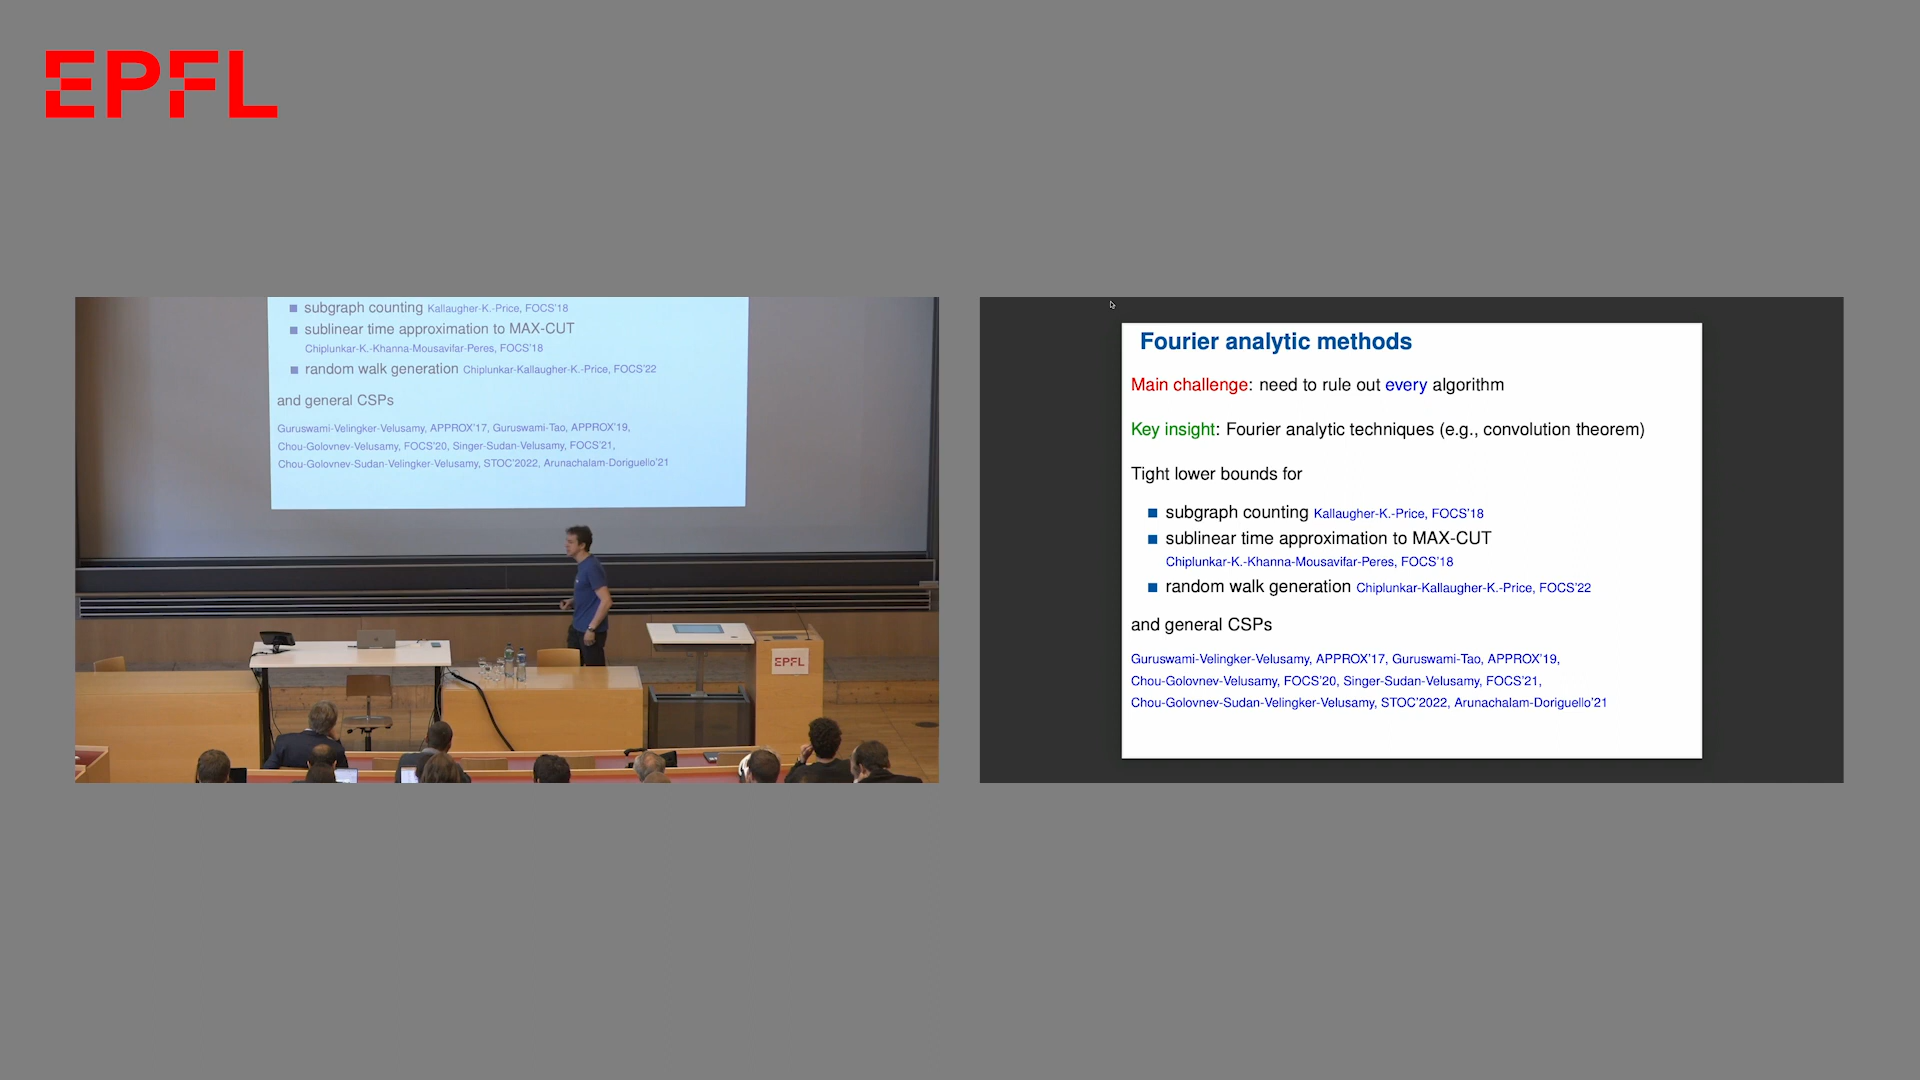 EPFL
subgraph counting Kallaugher-K.-Price, FOCS'18
sublinear time approximation to MAX-CUT
Chiplunkar-K.-Khanna-Mousavifar-Peres, FOCS'18
random walk generation Chiplunkar-Kallaugher-K.-Price, FOCS'22
and general CSPs
Guruswami-Velingker-Velusamy, APPROX'17, Guruswami-Tao, APPROX'19,
Chou-Golovnev-Velusamy, FOCS'20, Singer-Sudan-Velusamy, FOCS'21,
Chou-Golovnev-Sudan-Velingker-Velusamy, STOC'2022, Arunachalam-Doriguello'21
EPFL
Fourier analytic methods
Main challenge: need to rule out every algorithm
Key insight: Fourier analytic techniques (e.g., convolution theorem)
Tight lower bounds for
subgraph counting Kallaugher-K.-Price, FOCS'18
sublinear time approximation to MAX-CUT
Chiplunkar-K.-Khanna-Mousavifar-Peres, FOCS'18
random walk generation Chiplunkar-Kallaugher-K.-Price, FOCS'22
and general CSPs
Guruswami-Velingker-Velusamy, APPROX'17, Guruswami-Tao, APPROX'19,
Chou-Golovnev-Velusamy, FOCS'20, Singer-Sudan-Velusamy, FOCS'21,
Chou-Golovnev-Sudan-Velingker-Velusamy, STOC'2022, Arunachalam-Doriguello'21